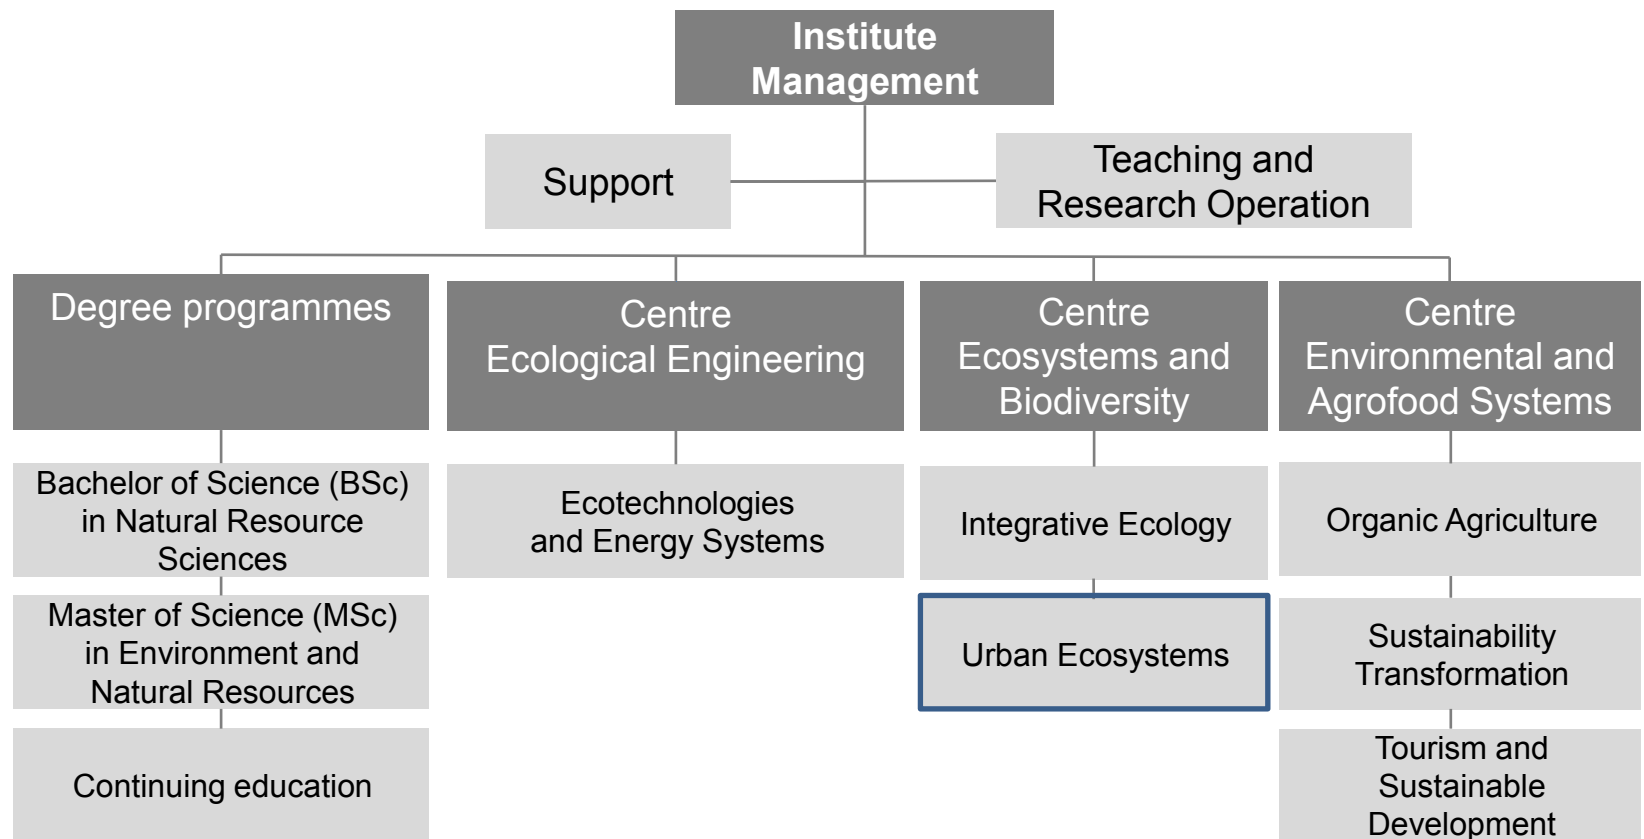 Institute
Management
Support
Teaching and
Research Operation
Degree programmes
Centre
Ecological Engineering
Centre
Ecosystems and
Biodiversity
Centre
Environmental and
Agrofood Systems
Bachelor of Science (BSc)
in Natural Resource
Sciences
Master of Science (MSc)
in Environment and
Natural Resources
Continuing education
Ecotechnologies
and Energy Systems
Integrative Ecology
Urban Ecosystems
Organic Agriculture
Sustainability
Transformation
Tourism and
Sustainable
Development